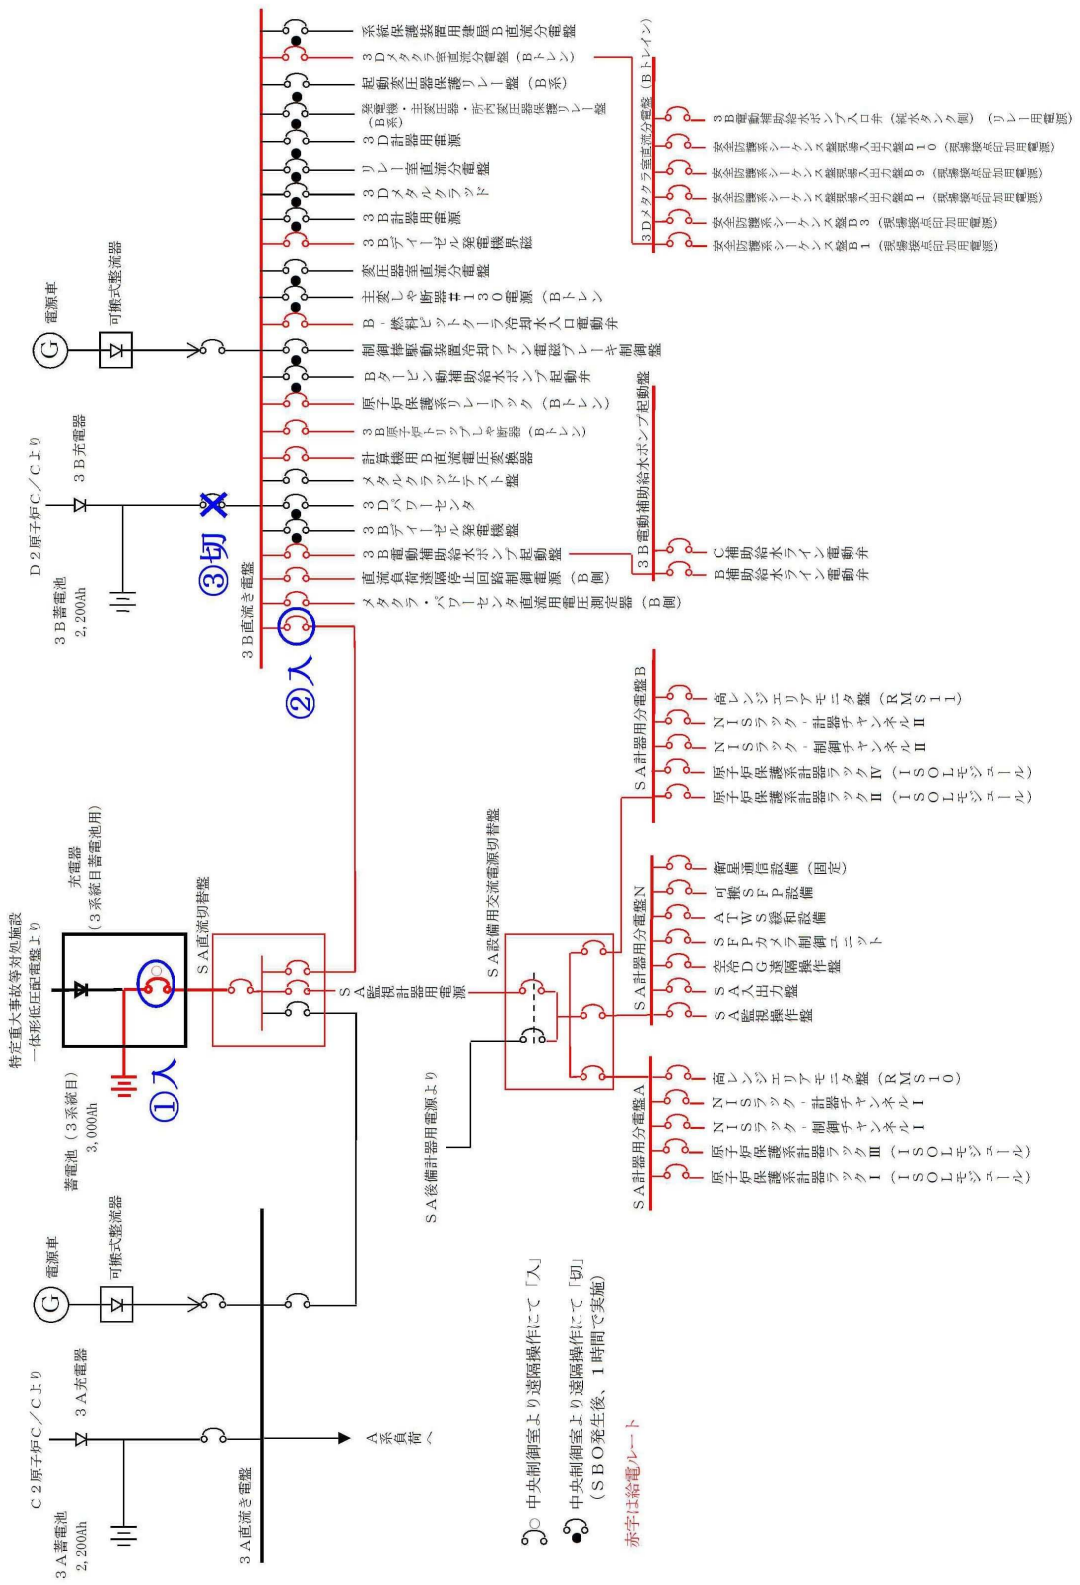 C2原子炉C/Cより
3A蓄電池
2,200Ah
3A充電器
電源車
G
可搬式整流器
3A直流き電盤
A系負荷へ
特定重大事故等対処施設
一体形低圧配電盤より
蓄電池(3系統目)
3,000Ah
充電器
(3系統目蓄電池用)
①入
SA直流切替盤
SA監視計器用電源
D2原子炉C/Cより
3B蓄電池
2,200Ah
3B充電器
③切
電源車
G
可搬式整流器
3B直流き電盤
②入
メタクラ・パワーセンタ直流用電圧測定器(B側)
直流負荷遠隔停止回路制御電源(B側)
3B電動補助給水ポンプ起動盤
3Bディーゼル発電機盤
3Dパワーセンタ
メタルクラッドテスト盤
計算機用B直流電圧変換器
3B原子炉トリップしゃ断器(Bトレン)
原子炉保護系リレーラック(Bトレン)
Bタービン動補助給水ポンプ起動弁
制御棒駆動装置冷却ファン電磁ブレーキ制御盤
B-燃料ピットクーラ冷却水入口電動弁
主変しゃ断器#130電源(Bトレン
変圧器室直流分電盤
3Bディーゼル発電機界磁
3B計器用電源
3Dメタルクラッド
リレー室直流分電盤
3D計器用電源
発電機・主変圧器・所内変圧器保護リレー盤
(B系)
起動変圧器保護リレー盤(B系)
3Dメタクラ室直流分電盤(Bトレン)
系統保護装置用建屋B直流分電盤
3B電動補助給水ポンプ起動盤
B補助給水ライン電動弁
C補助給水ライン電動弁
3Dメタクラ室直流分電盤(Bトレイン)
安全防護系シーケンス盤B1(現場接点印加用電源)
安全防護系シーケンス盤B3(現場接点印加用電源)
安全防護系シーケンス盤現場入出力盤B1(現場接点印加用電源)
安全防護系シーケンス盤現場入出力盤B9(現場接点印加用電源)
安全防護系シーケンス盤現場入出力盤B10(現場接点印加用電源)
3B電動補助給水ポンプ入口弁(純水タンク側)(リレー用電源)
SA後備計器用電源より
SA設備用交流電源切替盤
SA計器用分電盤A
原子炉保護系計器ラックⅠ(ISOLモジュール)
原子炉保護系計器ラックⅢ(ISOLモジュール)
NISラック-制御チャンネルⅠ
NISラック-計器チャンネルⅠ
高レンジエリアモニタ盤(RMS10)
SA計器用分電盤N
SA監視操作盤
SA入出力盤
空冷DG遠隔操作盤
SFPカメラ制御ユニット
ATWS緩和設備
可搬SFP設備
衛星通信設備(固定)
SA計器用分電盤B
原子炉保護系計器ラックⅡ(ISOLモジュール)
原子炉保護系計器ラックⅣ(ISOLモジュール)
NISラック-制御チャンネルⅡ
NISラック-計器チャンネルⅡ
高レンジエリアモニタ盤(RMS11)
中央制御室より遠隔操作にて「入」
中央制御室より遠隔操作にて「切」
(SBO発生後、1時間で実施)
赤字は給電ルート